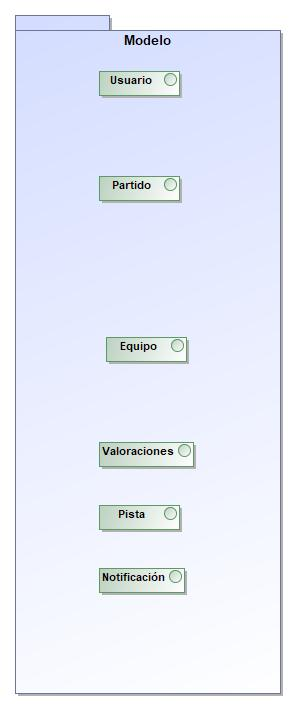 Modelo
Usuario
Partido
Equipo
Valoraciones
Pista
Notificación